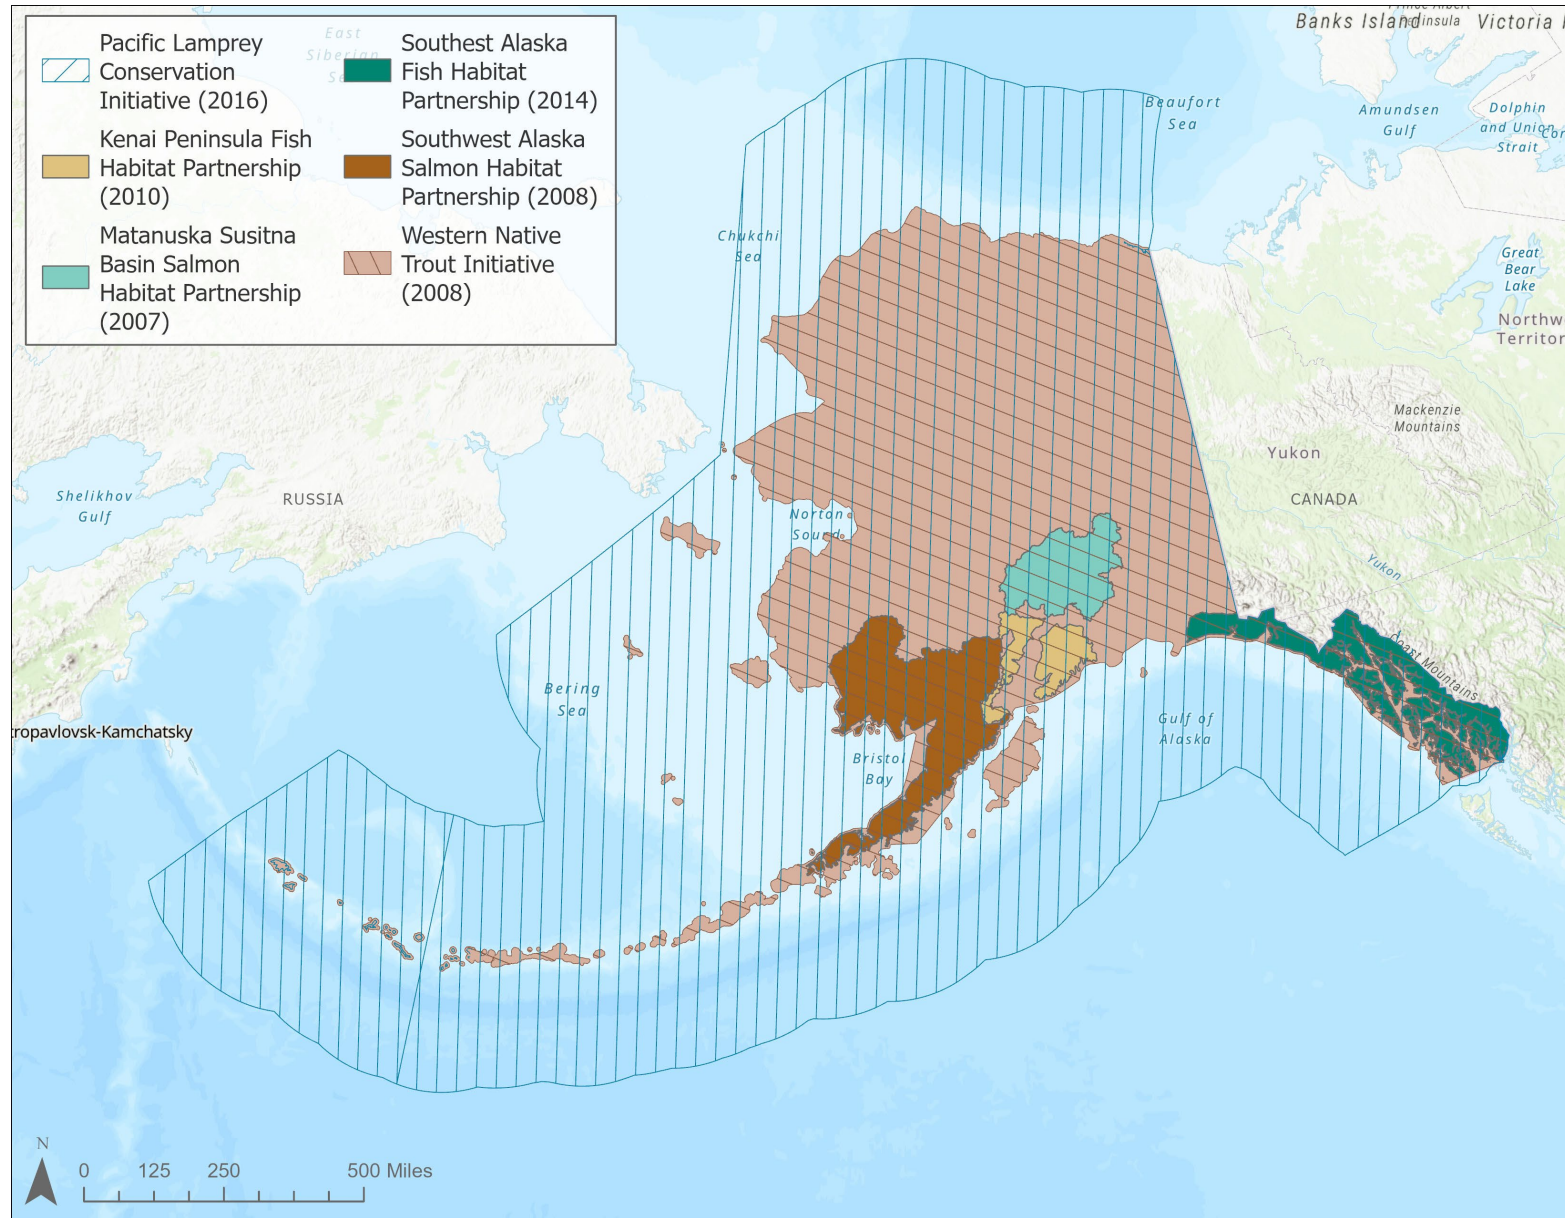 Pacific Lamprey
Conservation
Initiative (2016)
Kenai Peninsula Fish
Habitat Partnership
(2010)
Matanuska Susitna
Basin Salmon
Habitat Partnership
(2007)
Southest Alaska
Fish Habitat
Partnership (2014)
Southwest Alaska
Salmon Habitat
Partnership (2008)
Western Native
Trout Initiative
(2008)
East
Siberian
Banks Island
Peninsula
Victoria
Beaufort
Sea
Amundsen
Gulf
Dolphin
and Union
Strait
Chukchi
Sea
Great
Bear
Lake
Mackenzie
Mountains
Yukon
CANADA
Shelikhov
Gulf
RUSSIA
Norton
Sound
Yukon
Coast Mountains
Bering
Sea
Gulf of
Alaska
tropavlovsk-Kamchatsky
Bristol
Bay
N
0 125 250 500 Miles